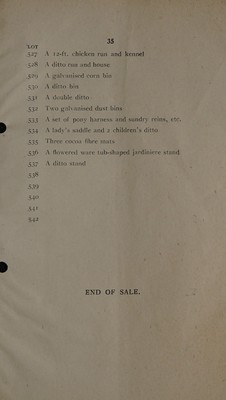 35
LOT
327 A 12-ft. chicken run and kennel
328 A ditto run and house
329 A galvanised corn bin
330 A ditto bin
331 A double ditto
332 Two galvanised dust bins
333 A set of pony harness and sundry reins, etc.
334 A lady's saddle and 2 children's ditto
335 Three cocoa fibre mats
336 A flowered ware tub-shaped jardiniere stand
337 A ditto stand
338
339
340
341
342
END OF SALE.